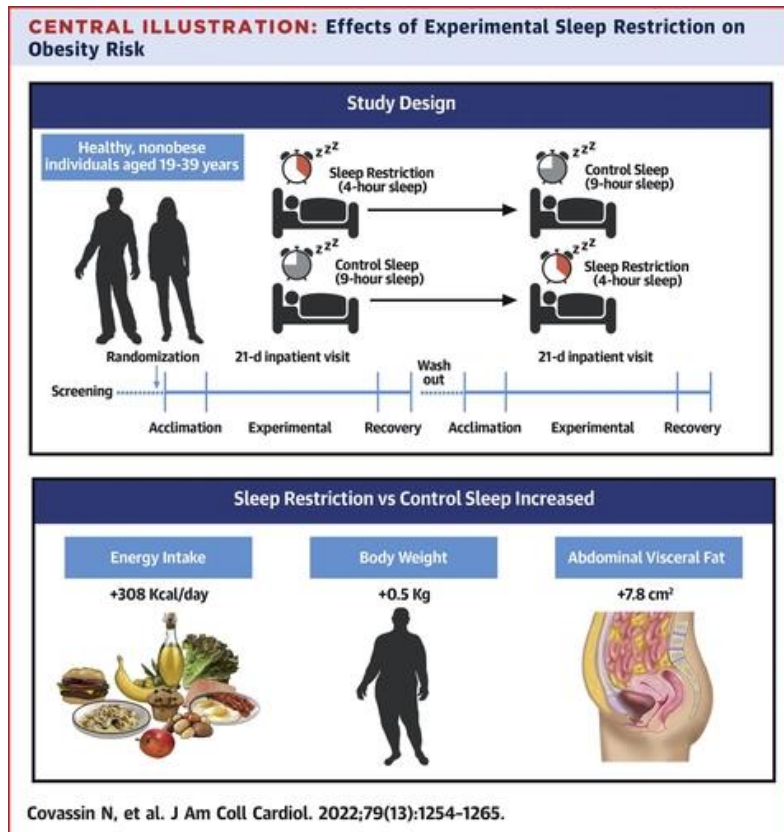 CENTRAL ILLUSTRATION: Effects of Experimental Sleep Restriction on
Obesity Risk
Study Design
Healthy, nonobese
individuals aged 19-39 years
zzz
Sleep Restriction
(4-hour sleep)
zzz
Control Sleep
(9-hour sleep)
zzz
Control Sleep
(9-hour sleep)
zzz
Sleep Restriction
(4-hour sleep)
Randomization
21-d inpatient visit
Wash
out
21-d inpatient visit
Screening
Acclimation
Experimental
Recovery
Acclimation
Experimental
Recovery
Sleep Restriction vs Control Sleep Increased
Energy Intake
Body Weight
Abdominal Visceral Fat
+308 Kcal/day
+0.5 Kg
+7.8 cm²
Covassin N, et al. J Am Coll Cardiol. 2022;79(13):1254–1265.